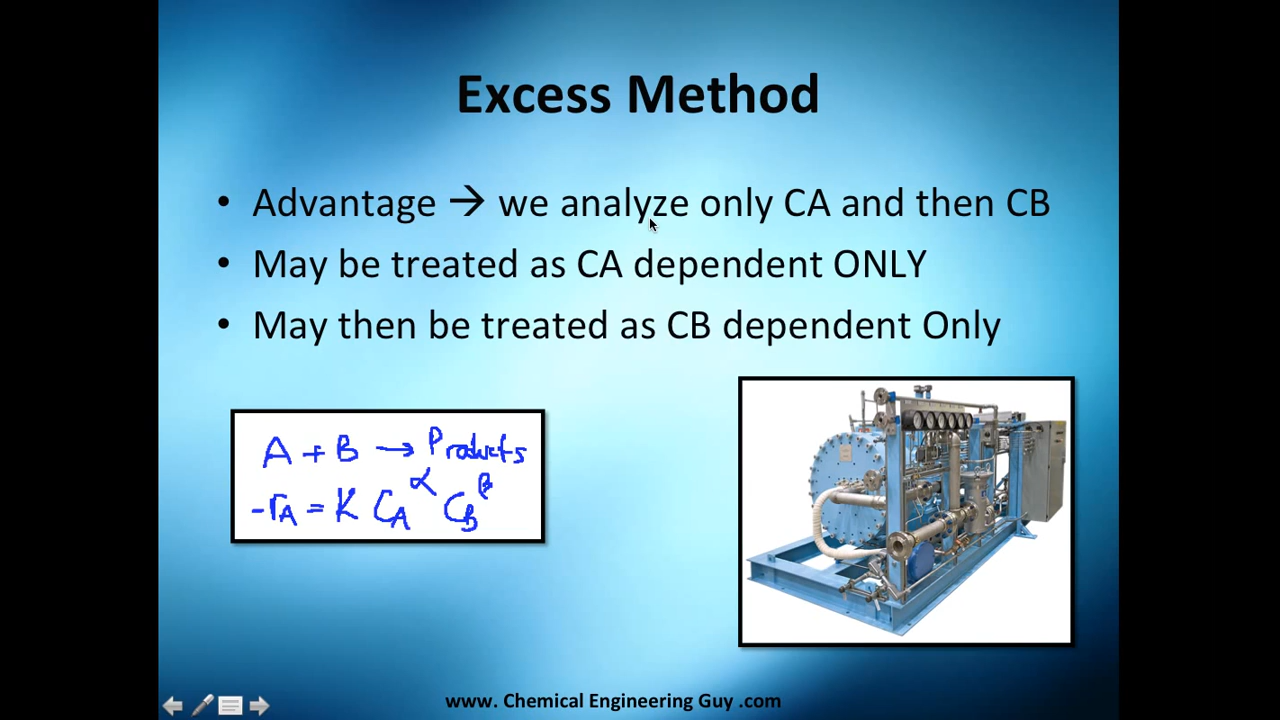 Excess Method
• Advantage → we analyze only CA and then CB
• May be treated as CA dependent ONLY
• May then be treated as CB dependent Only
A + B → Products
-rA = K CA^α CB^β
www. Chemical Engineering Guy .com